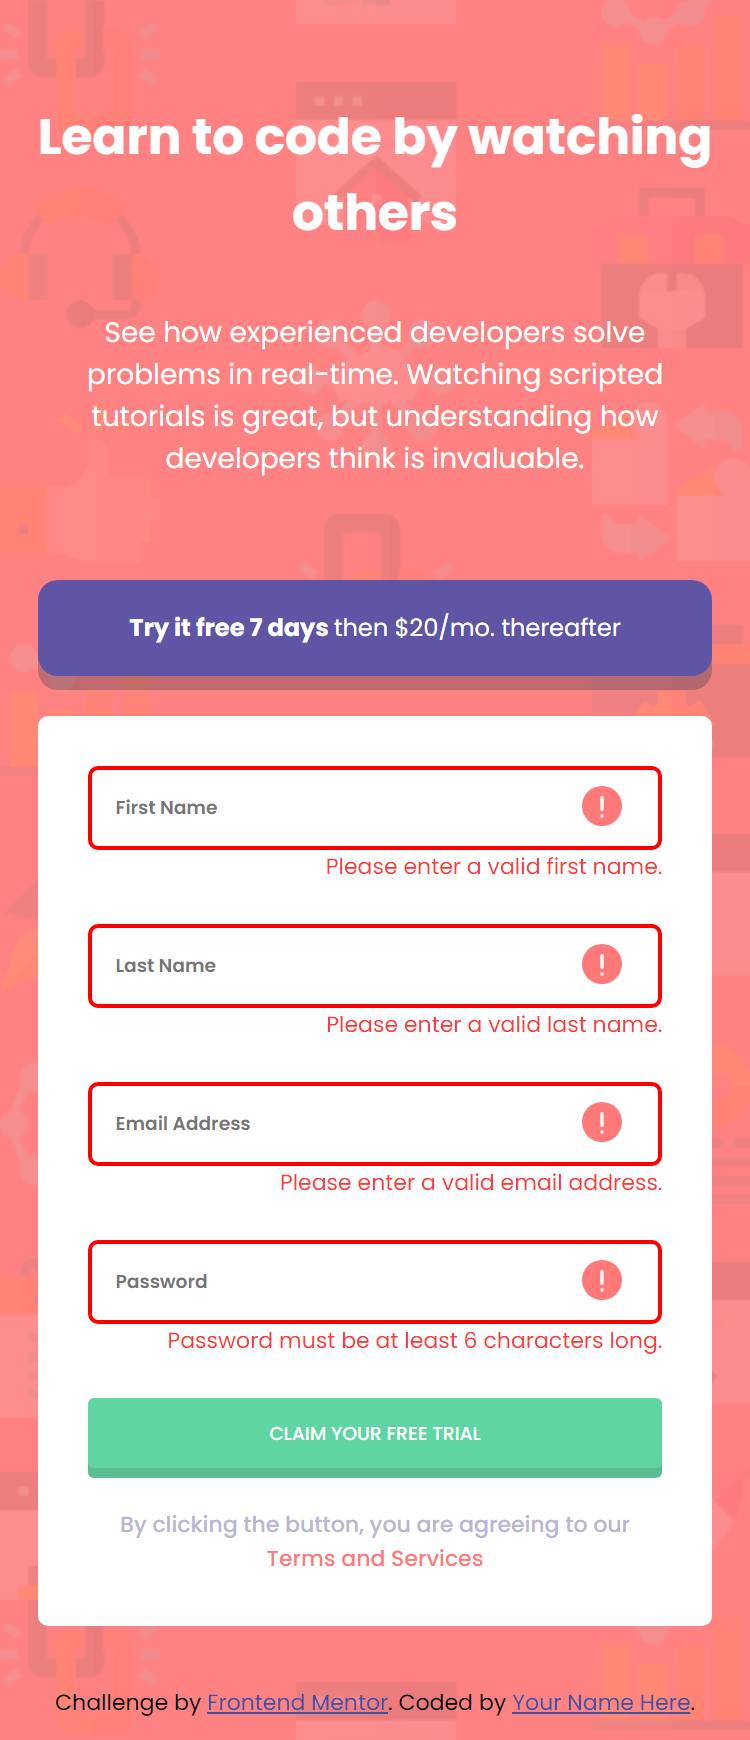 Learn to code by watching
others
See how experienced developers solve
problems in real-time. Watching scripted
tutorials is great, but understanding how
developers think is invaluable.
Try it free 7 days then $20/mo. thereafter
First Name
Please enter a valid first name.
Last Name
Please enter a valid last name.
Email Address
Please enter a valid email address.
Password
Password must be at least 6 characters long.
CLAIM YOUR FREE TRIAL
By clicking the button, you are agreeing to our
Terms and Services
Challenge by Frontend Mentor. Coded by Your Name Here.